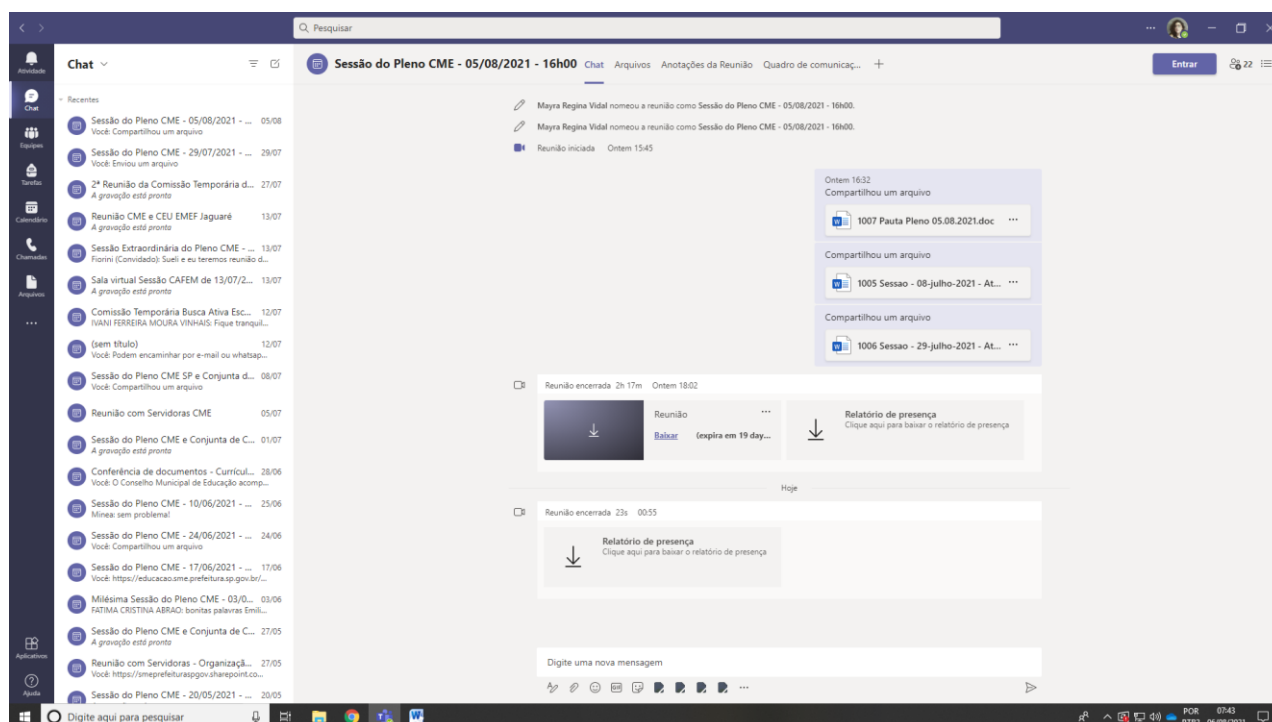 Pesquisar
Atividade
Chat
Equipes
Tarefas
Calendário
Chamadas
Arquivos
Aplicativos
Ajuda
Chat
Recentes
Sessão do Pleno CME - 05/08/2021 - ... 05/08
Você: Compartilhou um arquivo
Sessão do Pleno CME - 29/07/2021 - ... 29/07
Você: Enviou um arquivo
2ª Reunião da Comissão Temporária d... 27/07
A gravação está pronta
Reunião CME e CEU EMEF Jaguaré 13/07
A gravação está pronta
Sessão Extraordinária do Pleno CME - ... 13/07
Fiorini (Convidado): Sueli e eu teremos reunião d...
Sala virtual Sessão CAFEM de 13/07/2... 13/07
A gravação está pronta
Comissão Temporária Busca Ativa Esc... 12/07
IVANI FERREIRA MOURA VINHAIS: Fique tranquil...
(sem título) 12/07
Você: Podem encaminhar por e-mail ou whatsap...
Sessão do Pleno CME SP e Conjunta d... 08/07
Você: Compartilhou um arquivo
Reunião com Servidoras CME 05/07
Sessão do Pleno CME e Conjunta de C... 01/07
A gravação está pronta
Conferência de documentos - Currícul... 28/06
Você: O Conselho Municipal de Educação acomp...
Sessão do Pleno CME - 10/06/2021 - ... 25/06
Minea: sem problema!
Sessão do Pleno CME - 24/06/2021 - ... 24/06
Você: Compartilhou um arquivo
Sessão do Pleno CME - 17/06/2021 - ... 17/06
Você: https://educacao.sme.prefeitura.sp.gov.br/...
Milésima Sessão do Pleno CME - 03/0... 03/06
FATIMA CRISTINA ABRAO: bonitas palavras Emili...
Sessão do Pleno CME e Conjunta de C... 27/05
A gravação está pronta
Reunião com Servidoras - Organizaçã... 27/05
Você: https://smeprefeituraspgov.sharepoint.co...
Sessão do Pleno CME - 20/05/2021 - ... 20/05
Sessão do Pleno CME - 05/08/2021 - 16h00 Chat Arquivos Anotações da Reunião Quadro de comunicaç... + Entrar 22
Mayra Regina Vidal nomeou a reunião como Sessão do Pleno CME - 05/08/2021 - 16h00.
Mayra Regina Vidal nomeou a reunião como Sessão do Pleno CME - 05/08/2021 - 16h00.
Reunião iniciada Ontem 15:45
Ontem 16:32
Compartilhou um arquivo
1007 Pauta Pleno 05.08.2021.doc ...
Compartilhou um arquivo
1005 Sessao - 08-julho-2021 - At... ...
Compartilhou um arquivo
1006 Sessao - 29-julho-2021 - At... ...
Reunião encerrada 2h 17m Ontem 18:02
Reunião ...
Baixar (expira em 19 day...
Relatório de presença
Clique aqui para baixar o relatório de presença
Hoje
Reunião encerrada 23s 00:55
Relatório de presença
Clique aqui para baixar o relatório de presença
Digite uma nova mensagem
GIF
Digite aqui para pesquisar
POR 07:43
PTB2 06/08/2021